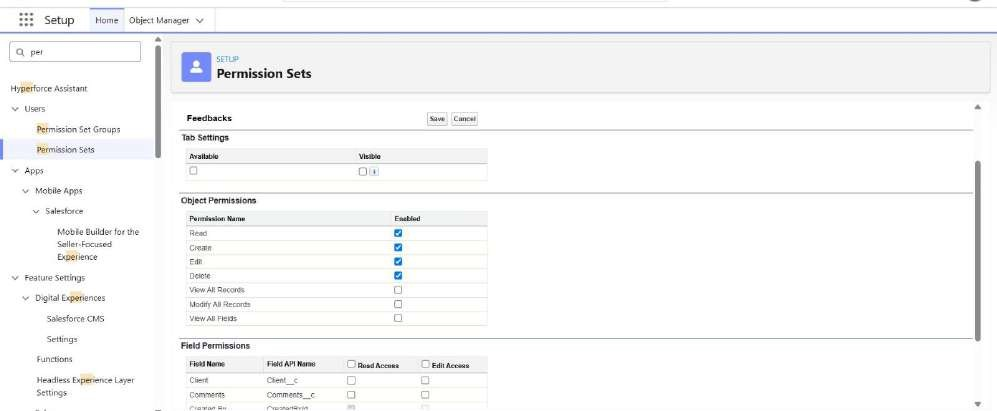 Setup
Home
Object Manager
per
Hyperforce Assistant
Users
Permission Set Groups
Permission Sets
Apps
Mobile Apps
Salesforce
Mobile Builder for the
Seller-Focused
Experience
Feature Settings
Digital Experiences
Salesforce CMS
Settings
Functions
Headless Experience Layer
Settings
SETUP
Permission Sets
Feedbacks
Save Cancel
Tab Settings
Available Visible
i
Object Permissions
Permission Name Enabled
Read
Create
Edit
Delete
View All Records
Modify All Records
View All Fields
Field Permissions
Field Name Field API Name Read Access Edit Access
Client Client__c
Comments Comments__c
Created By CreatedById